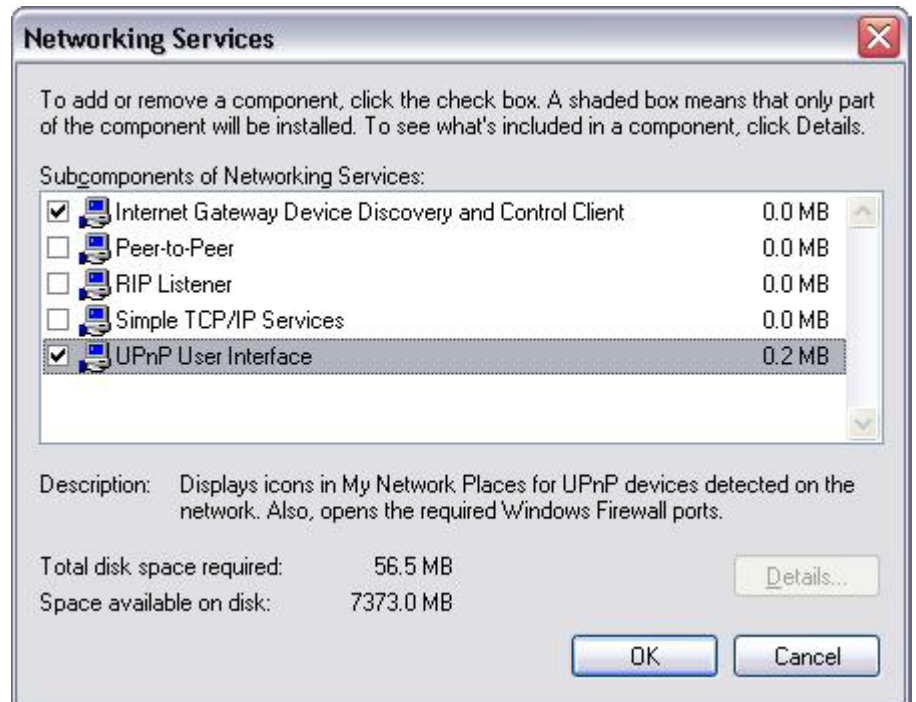 Networking Services
To add or remove a component, click the check box. A shaded box means that only part
of the component will be installed. To see what's included in a component, click Details.
Subcomponents of Networking Services:
Internet Gateway Device Discovery and Control Client 0.0 MB
Peer-to-Peer 0.0 MB
RIP Listener 0.0 MB
Simple TCP/IP Services 0.0 MB
UPnP User Interface 0.2 MB
Description: Displays icons in My Network Places for UPnP devices detected on the
network. Also, opens the required Windows Firewall ports.
Total disk space required: 56.5 MB
Details...
Space available on disk: 7373.0 MB
OK Cancel